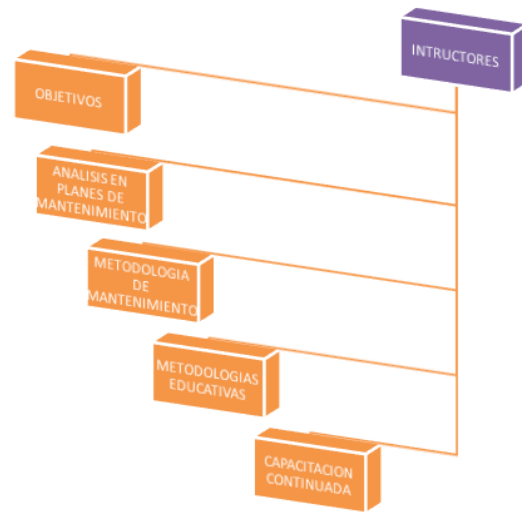 INTRUCTORES
OBJETIVOS
ANALISIS EN
PLANES DE
MANTENIMIENTO
METODOLOGIA
DE
MANTENIMIENTO
METODOLOGIAS
EDUCATIVAS
CAPACITACION
CONTINUADA